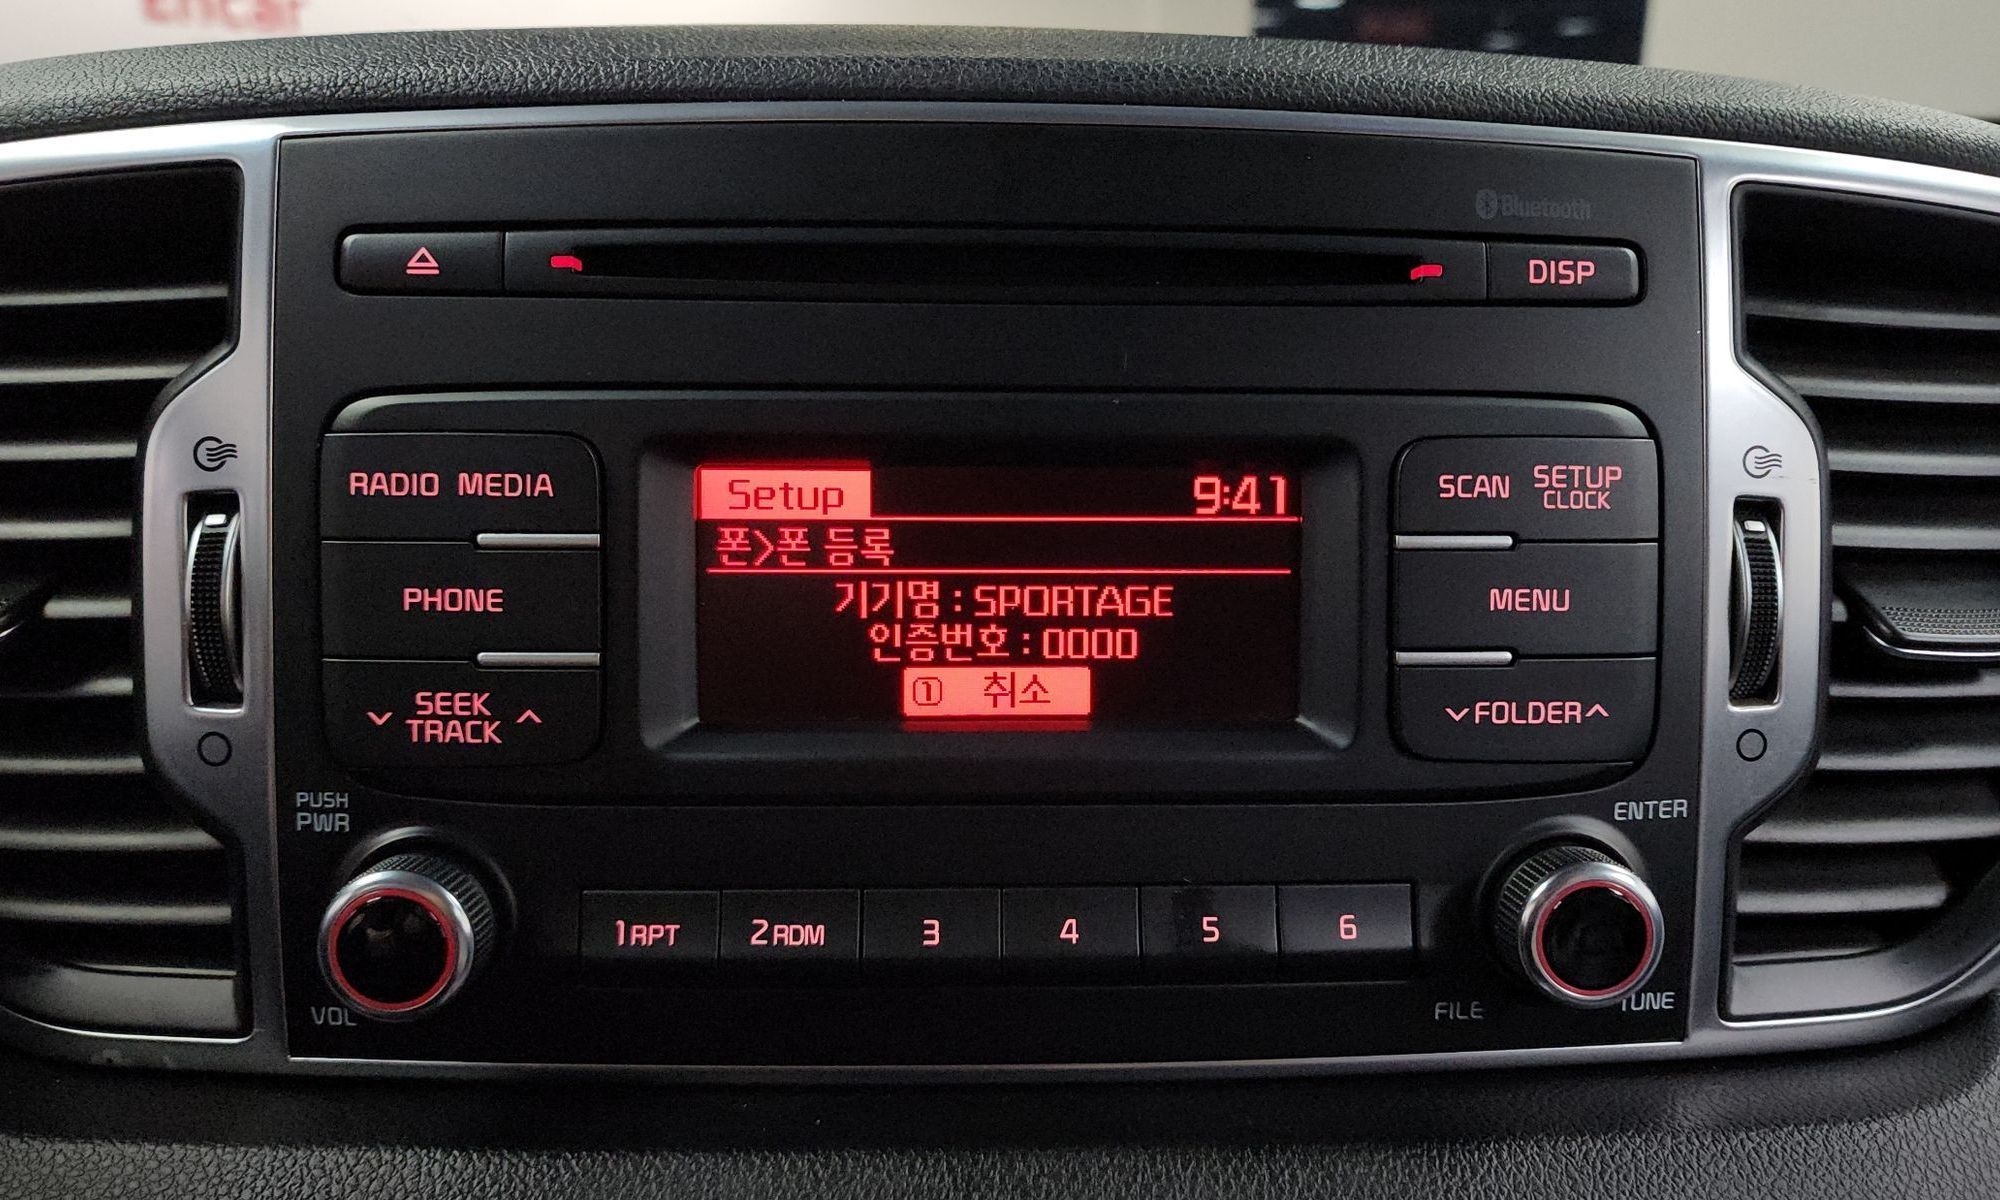 Encar
Bluetooth
DISP
RADIO MEDIA
PHONE
SEEK
TRACK
Setup 9:41
폰>폰 등록
기기명 : SPORTAGE
인증번호 : 0000
① 취소
SCAN SETUP
CLOCK
MENU
FOLDER
PUSH
PWR
VOL
1 RPT 2 RDM 3 4 5 6
ENTER
FILE
TUNE